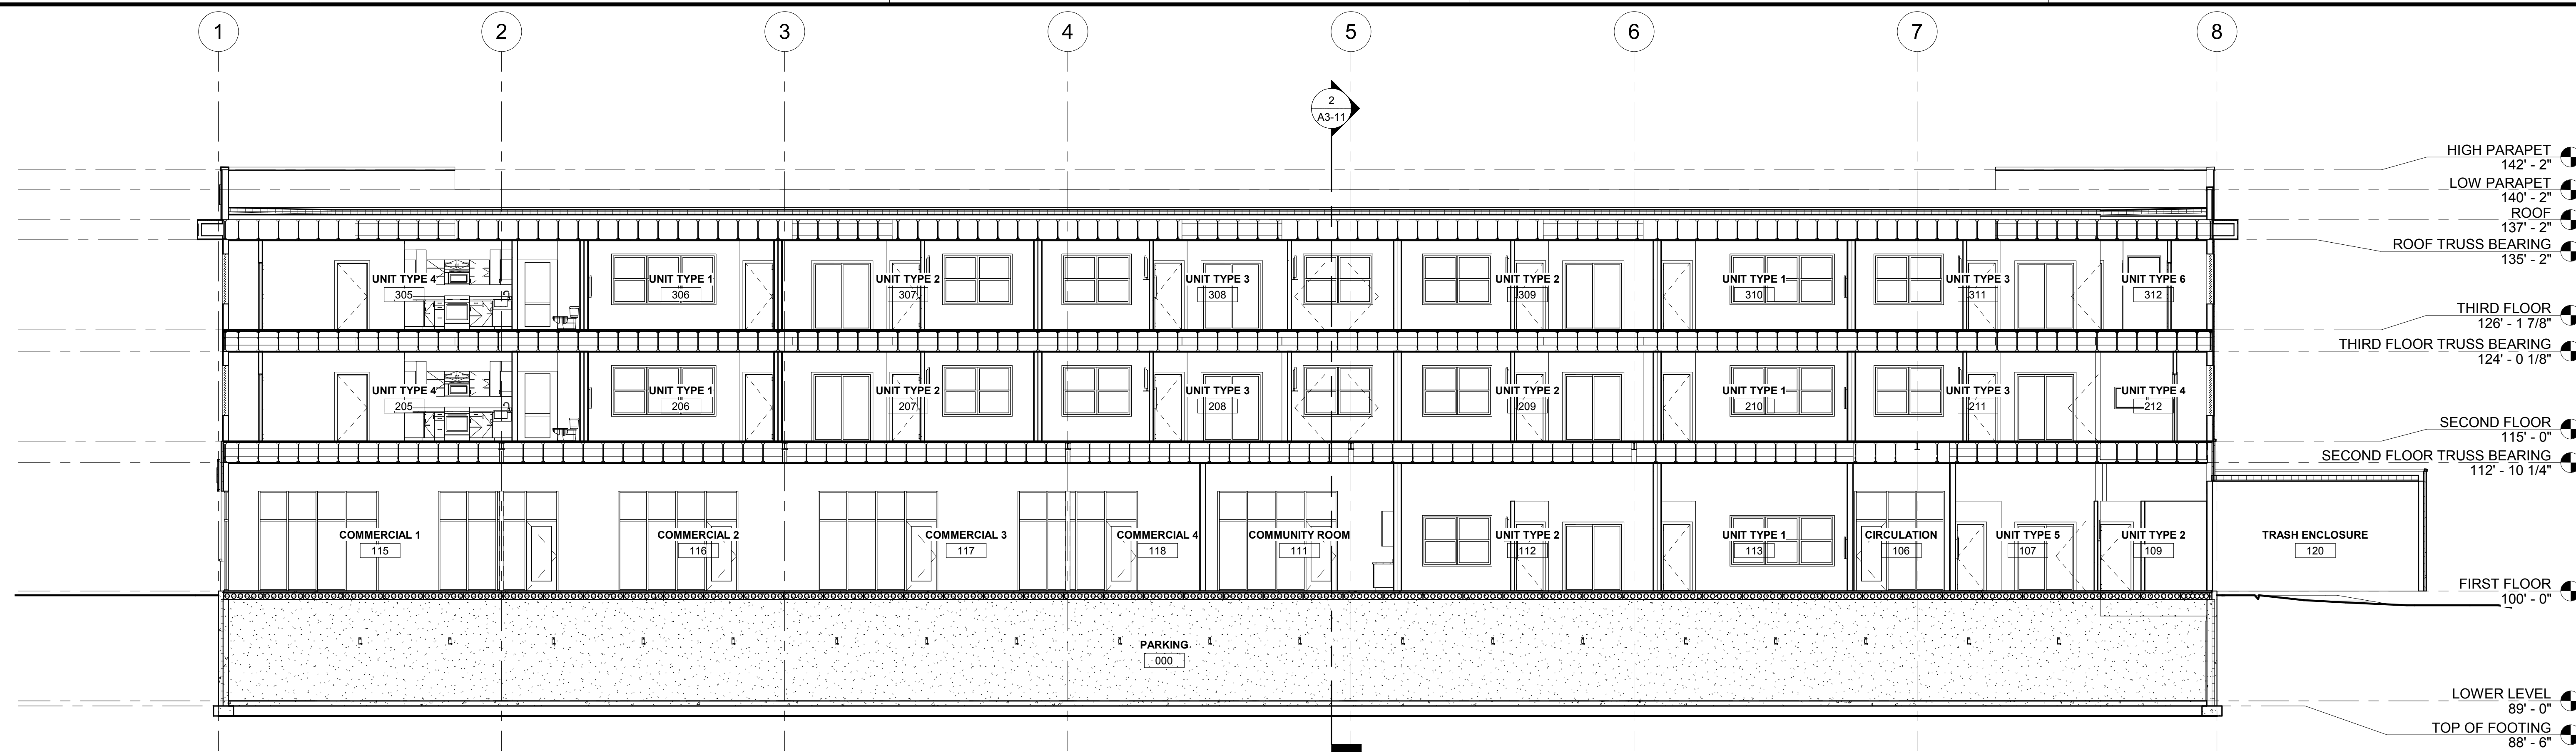 1 2 3 4 5 6 7 8
2
A3-11
HIGH PARAPET
142' - 2"
LOW PARAPET
140' - 2"
ROOF
137' - 2"
ROOF TRUSS BEARING
135' - 2"
UNIT TYPE 4 UNIT TYPE 1 UNIT TYPE 2 UNIT TYPE 3 UNIT TYPE 2 UNIT TYPE 1 UNIT TYPE 3 UNIT TYPE 6
305 306 307 308 309 310 311 312
THIRD FLOOR
126' - 1 7/8"
THIRD FLOOR TRUSS BEARING
124' - 0 1/8"
UNIT TYPE 4 UNIT TYPE 1 UNIT TYPE 2 UNIT TYPE 3 UNIT TYPE 2 UNIT TYPE 1 UNIT TYPE 3 UNIT TYPE 4
205 206 207 208 209 210 211 212
SECOND FLOOR
115' - 0"
SECOND FLOOR TRUSS BEARING
112' - 10 1/4"
COMMERCIAL 1 COMMERCIAL 2 COMMERCIAL 3 COMMERCIAL 4 COMMUNITY ROOM UNIT TYPE 2 UNIT TYPE 1 CIRCULATION UNIT TYPE 5 UNIT TYPE 2 TRASH ENCLOSURE
115 116 117 118 111 112 113 106 107 109 120
FIRST FLOOR
100' - 0"
PARKING
000
LOWER LEVEL
89' - 0"
TOP OF FOOTING
88' - 6"